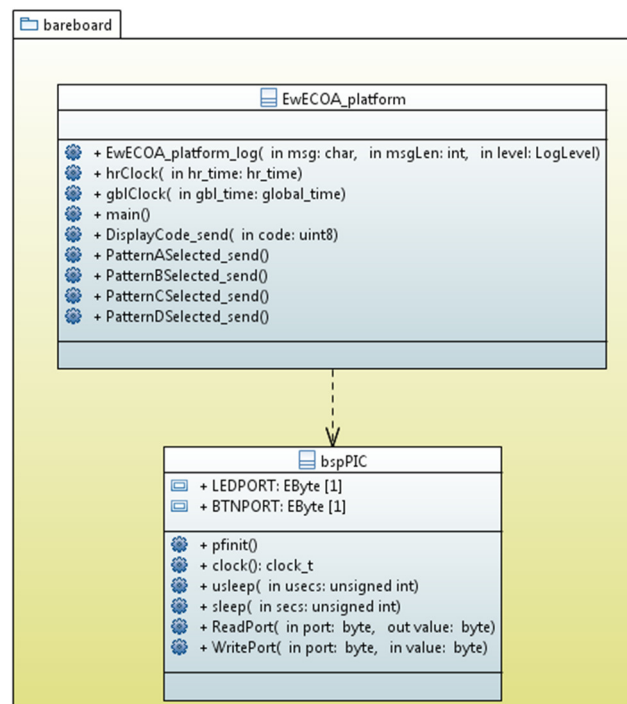 bareboard
EwECOA_platform
+ EwECOA_platform_log( in msg: char, in msgLen: int, in level: LogLevel)
+ hrClock( in hr_time: hr_time)
+ gblClock( in gbl_time: global_time)
+ main()
+ DisplayCode_send( in code: uint8)
+ PatternASelected_send()
+ PatternBSelected_send()
+ PatternCSelected_send()
+ PatternDSelected_send()
bspPIC
+ LEDPORT: EByte [1]
+ BTNPORT: EByte [1]
+ pfinit()
+ clock(): clock_t
+ usleep( in usecs: unsigned int)
+ sleep( in secs: unsigned int)
+ ReadPort( in port: byte, out value: byte)
+ WritePort( in port: byte, in value: byte)